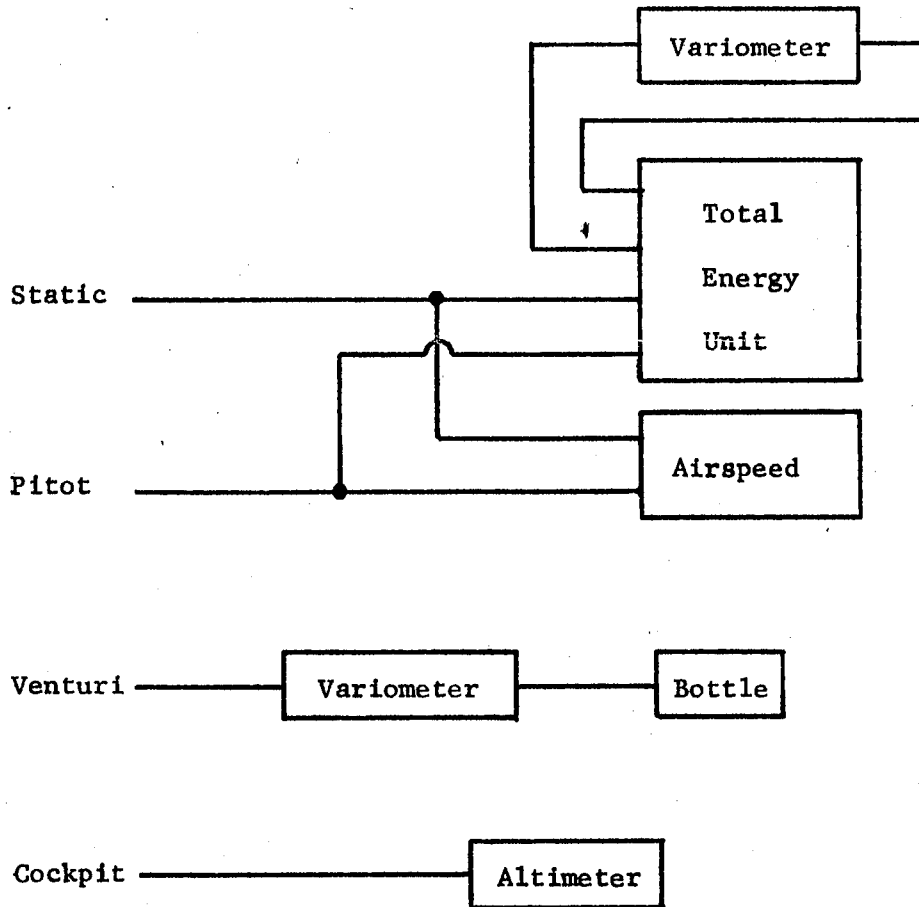 Variometer
Total
Energy
Unit
Static
Airspeed
Pitot
Venturi
Variometer
Bottle
Cockpit
Altimeter